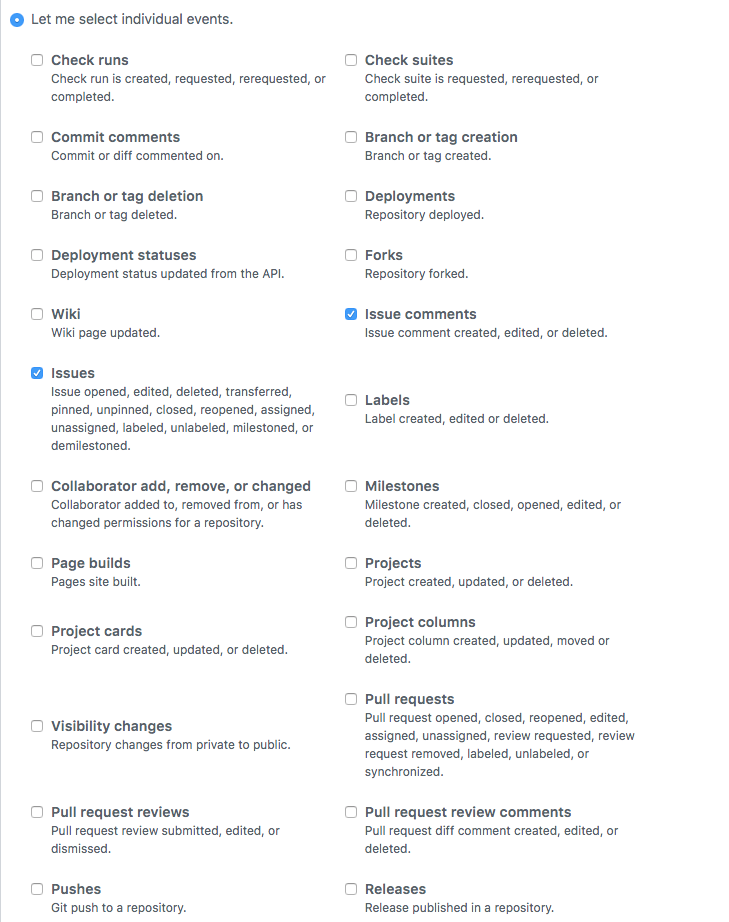 Let me select individual events.
Check runs
Check run is created, requested, rerequested, or
completed.
Check suites
Check suite is requested, rerequested, or
completed.
Commit comments
Commit or diff commented on.
Branch or tag creation
Branch or tag created.
Branch or tag deletion
Branch or tag deleted.
Deployments
Repository deployed.
Deployment statuses
Deployment status updated from the API.
Forks
Repository forked.
Wiki
Wiki page updated.
Issue comments
Issue comment created, edited, or deleted.
Issues
Issue opened, edited, deleted, transferred,
pinned, unpinned, closed, reopened, assigned,
unassigned, labeled, unlabeled, milestoned, or
demilestoned.
Labels
Label created, edited or deleted.
Collaborator add, remove, or changed
Collaborator added to, removed from, or has
changed permissions for a repository.
Milestones
Milestone created, closed, opened, edited, or
deleted.
Page builds
Pages site built.
Projects
Project created, updated, or deleted.
Project cards
Project card created, updated, or deleted.
Project columns
Project column created, updated, moved or
deleted.
Visibility changes
Repository changes from private to public.
Pull requests
Pull request opened, closed, reopened, edited,
assigned, unassigned, review requested, review
request removed, labeled, unlabeled, or
synchronized.
Pull request reviews
Pull request review submitted, edited, or
dismissed.
Pull request review comments
Pull request diff comment created, edited, or
deleted.
Pushes
Git push to a repository.
Releases
Release published in a repository.